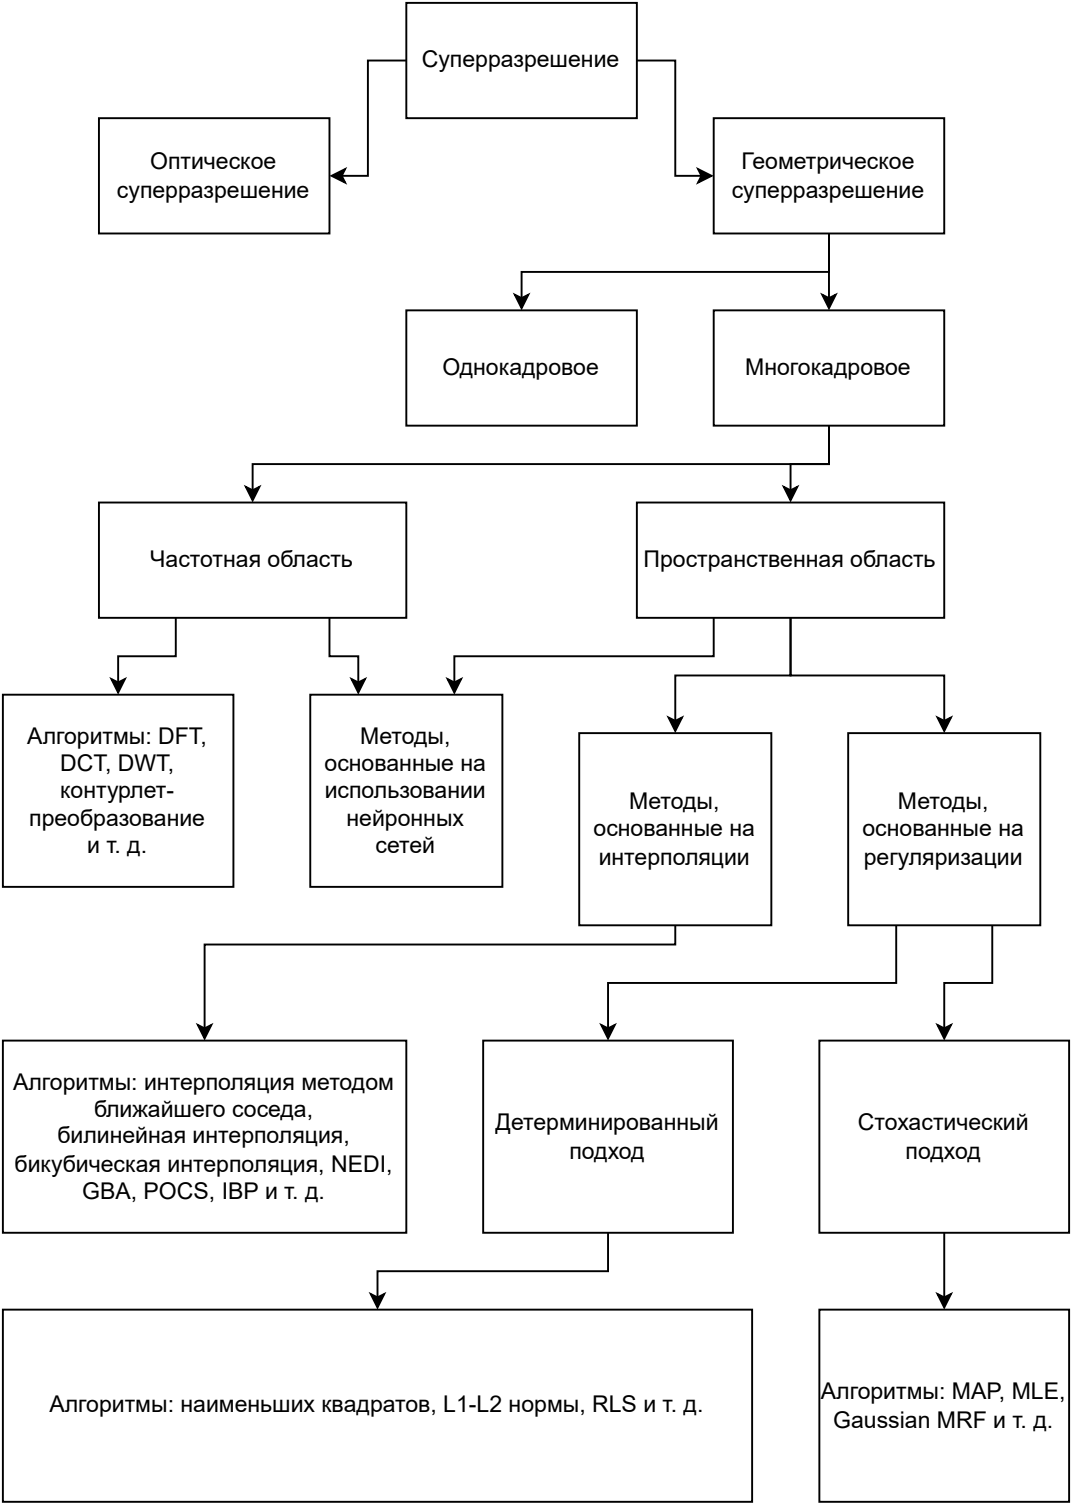 Суперразрешение
Оптическое
суперразрешение
Геометрическое
суперразрешение
Однокадровое
Многокадровое
Частотная область
Пространственная область
Алгоритмы: DFT,
DCT, DWT,
контурлет-
преобразование
и т. д.
Методы,
основанные на
использовании
нейронных
сетей
Методы,
основанные на
интерполяции
Методы,
основанные на
регуляризации
Алгоритмы: интерполяция методом
ближайшего соседа,
билинейная интерполяция,
бикубическая интерполяция, NEDI,
GBA, POCS, IBP и т. д.
Детерминированный
подход
Стохастический
подход
Алгоритмы: наименьших квадратов, L1-L2 нормы, RLS и т. д.
Алгоритмы: MAP, MLE,
Gaussian MRF и т. д.